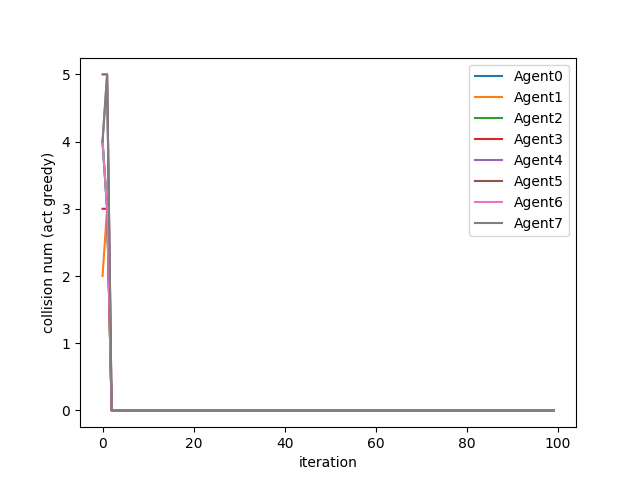 5
4
3
2
1
0
collision num (act greedy)
0
20
40
60
80
100
iteration
Agent0
Agent1
Agent2
Agent3
Agent4
Agent5
Agent6
Agent7